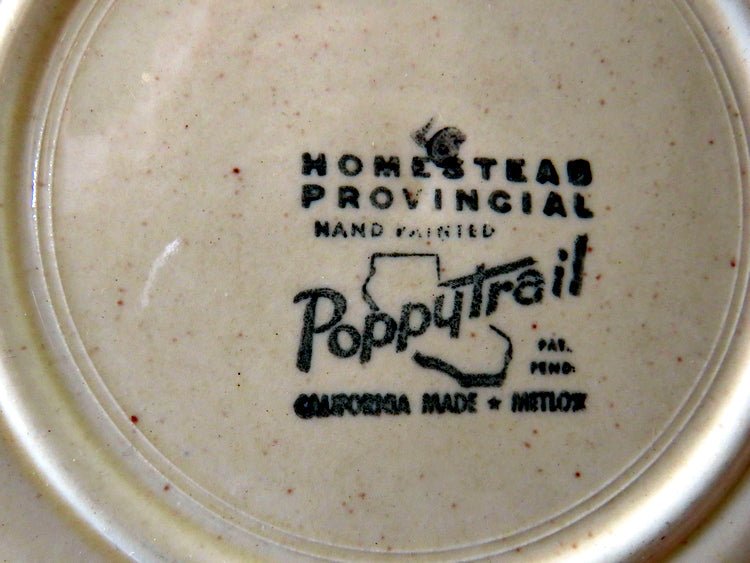 HOMESTEAD
PROVINCIAL
HAND PAINTED
Poppytrail
PAT.
PEND.
CALIFORNIA MADE ★ METLOX